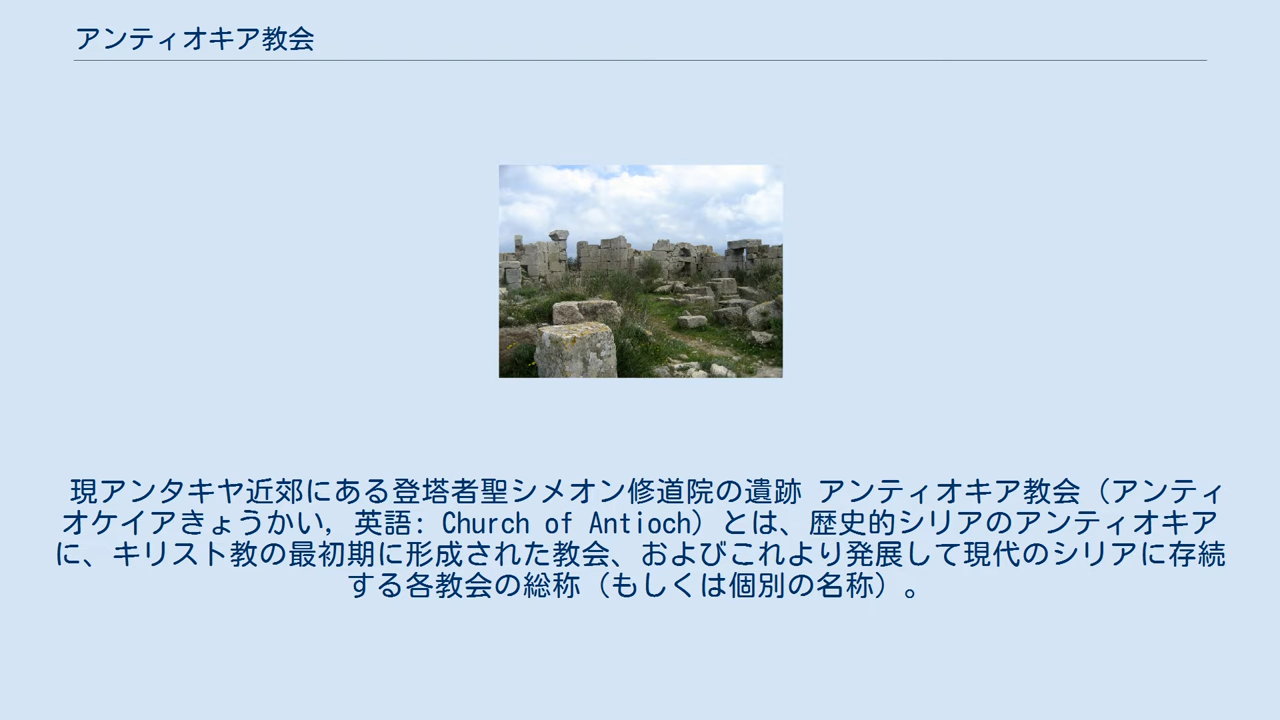 アンティオキア教会
現アンタキヤ近郊にある登塔者聖シメオン修道院の遺跡 アンティオキア教会（アンティ
オケイアきょうかい, 英語: Church of Antioch）とは、歴史的シリアのアンティオキア
に、キリスト教の最初期に形成された教会、およびこれより発展して現代のシリアに存続
する各教会の総称（もしくは個別の名称）。